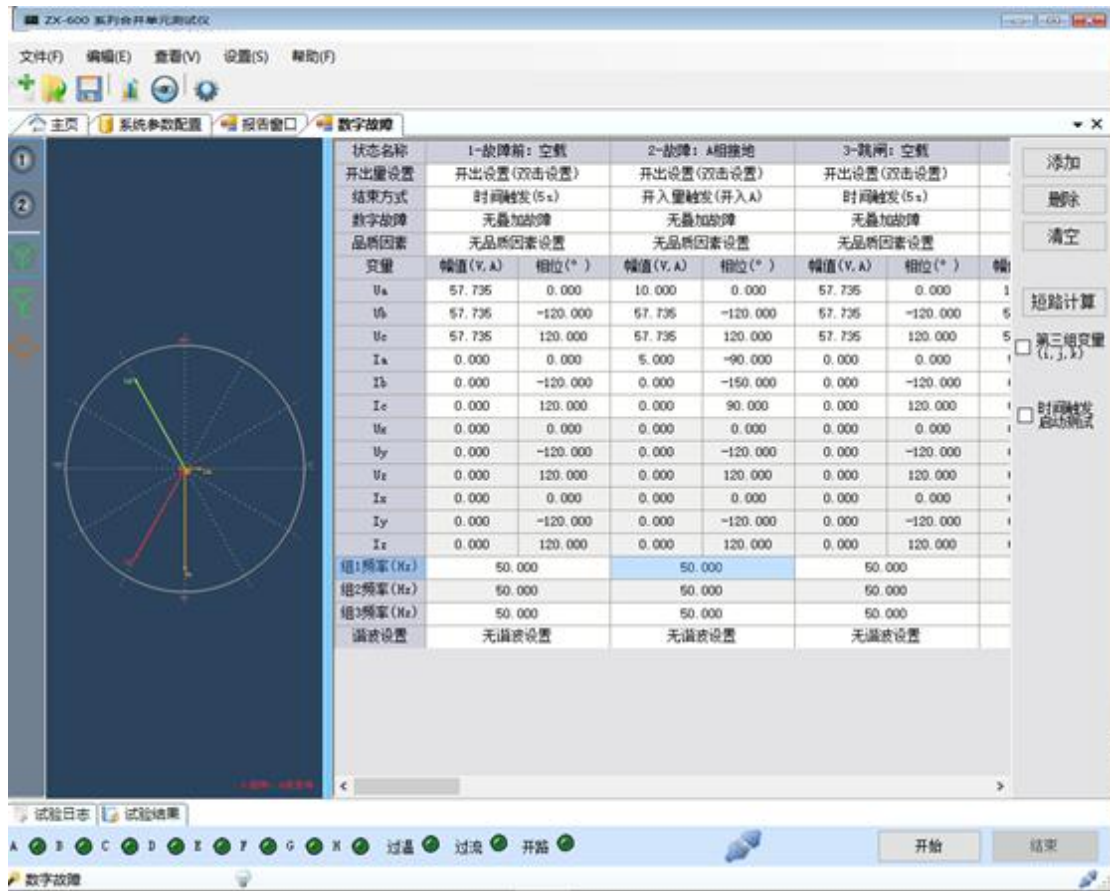 ZX-600 系列合并单元测试仪
文件(F) 编辑(E) 查看(V) 设置(S) 帮助(F)
主页 系统参数配置 报告窗口 数字故障
状态名称 1-故障前：空载 2-故障：A相接地 3-跳闸：空载
开出量设置 开出设置(双击设置) 开出设置(双击设置) 开出设置(双击设置)
结束方式 时间触发(5s) 开入量触发(开入A) 时间触发(5s)
数字故障 无叠加故障 无叠加故障 无叠加故障
品质因素 无品质因素设置 无品质因素设置 无品质因素设置
变量 幅值(V,A) 相位(°) 幅值(V,A) 相位(°) 幅值(V,A) 相位(°)
Ua 57.735 0.000 10.000 0.000 57.735 0.000
Ub 57.735 -120.000 57.735 -120.000 57.735 -120.000
Uc 57.735 120.000 57.735 120.000 57.735 120.000
Ia 0.000 0.000 5.000 -90.000 0.000 0.000
Ib 0.000 -120.000 0.000 -150.000 0.000 -120.000
Ic 0.000 120.000 0.000 90.000 0.000 120.000
Ux 0.000 0.000 0.000 0.000 0.000 0.000
Uy 0.000 -120.000 0.000 -120.000 0.000 -120.000
Uz 0.000 120.000 0.000 120.000 0.000 120.000
Ix 0.000 0.000 0.000 0.000 0.000 0.000
Iy 0.000 -120.000 0.000 -120.000 0.000 -120.000
Iz 0.000 120.000 0.000 120.000 0.000 120.000
组1频率(Hz) 50.000 50.000 50.000
组2频率(Hz) 50.000 50.000 50.000
组3频率(Hz) 50.000 50.000 50.000
谐波设置 无谐波设置 无谐波设置 无谐波设置
添加
删除
清空
短路计算
第三组变量
(i,j,k)
时间触发
启动测试
试验日志 试验结果
A B C D E F G H 过温 过流 开路 开始 结束
数字故障